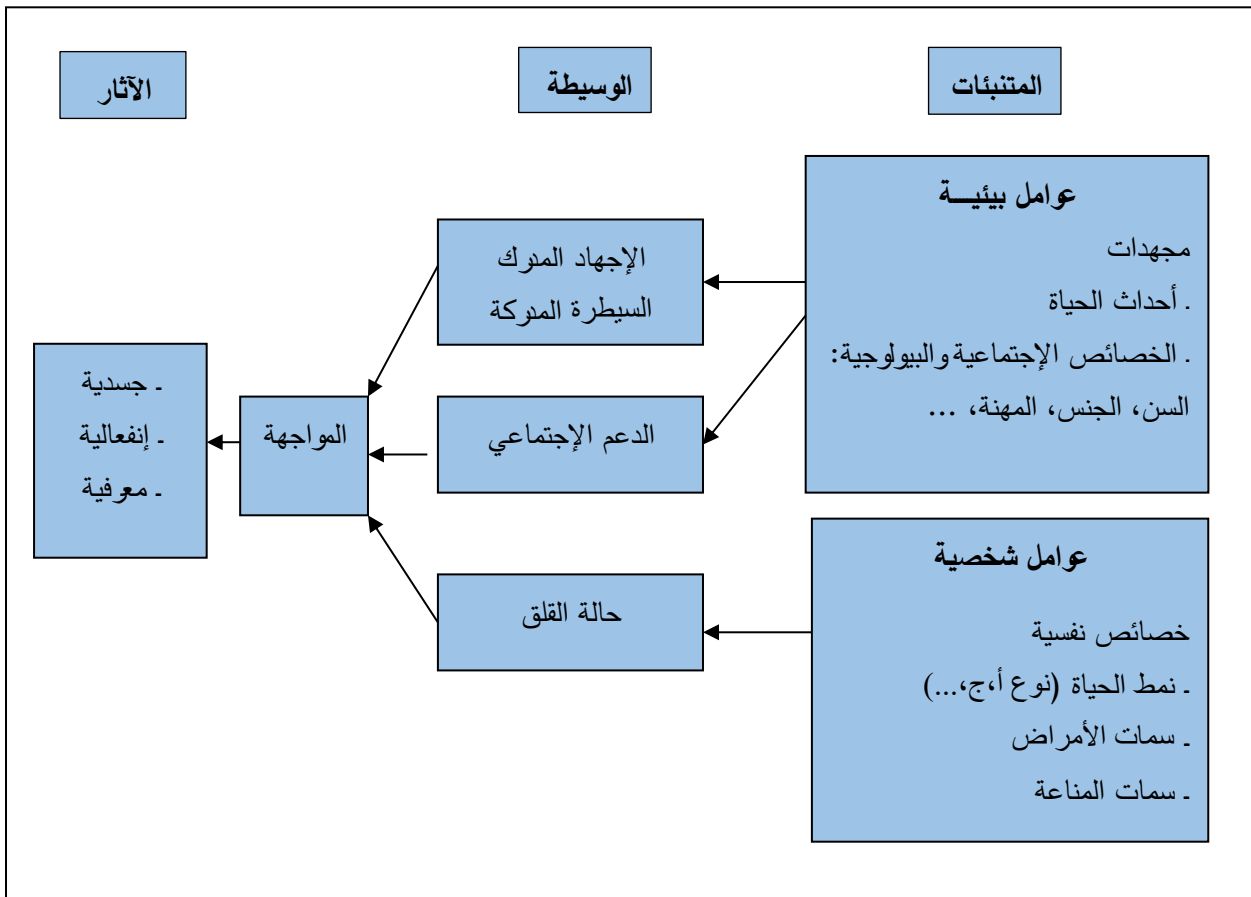 المتنبئات
الوسيطة
الآثار
عوامل بيئيـــة
مجهدات
. أحداث الحياة
. الخصائص الإجتماعية والبيولوجية:
السن، الجنس، المهنة، ...
عوامل شخصية
خصائص نفسية
ـ نمط الحياة (نوع أ،ج،...)
ـ سمات الأمراض
ـ سمات المناعة
الإجهاد المدرك
السيطرة المدركة
الدعم الإجتماعي
حالة القلق
المواجهة
ـ جسدية
ـ إنفعالية
ـ معرفية